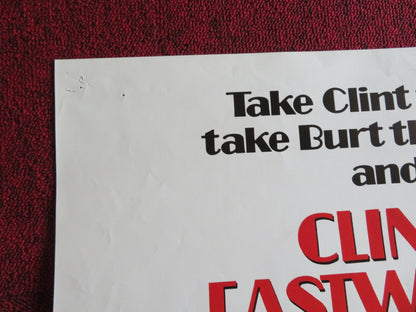 Take Clint
take Burt th
and
CLIN
EASTW